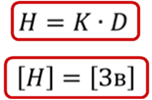 H = K · D
[H] = [Зв]